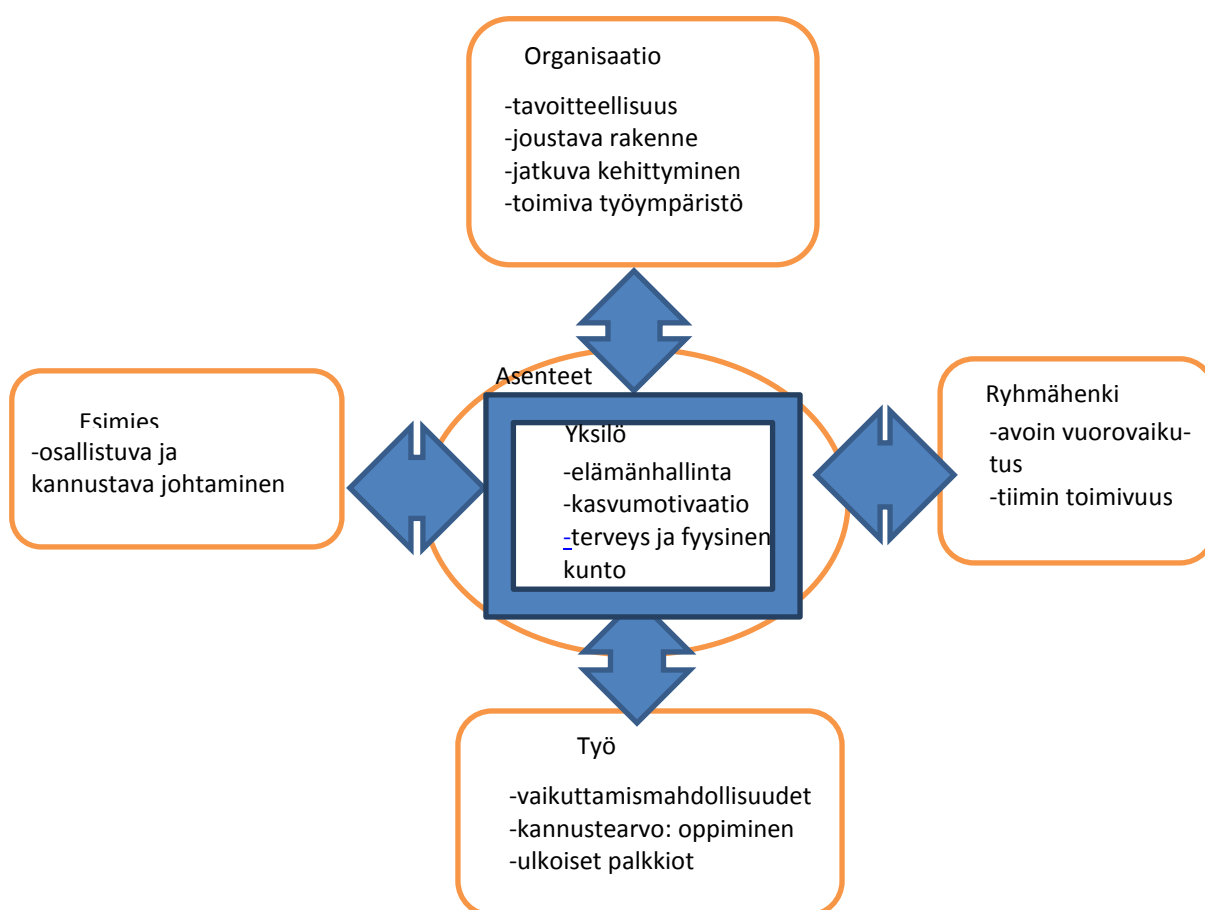 Organisaatio
-tavoitteellisuus
-joustava rakenne
-jatkuva kehittyminen
-toimiva työympäristö
Esimies
-osallistuva ja
kannustava johtaminen
Asenteet
Yksilö
-elämänhallinta
-kasvumotivaatio
-terveys ja fyysinen
kunto
Ryhmähenki
-avoin vuorovaiku-
tus
-tiimin toimivuus
Työ
-vaikuttamismahdollisuudet
-kannustearvo: oppiminen
-ulkoiset palkkiot